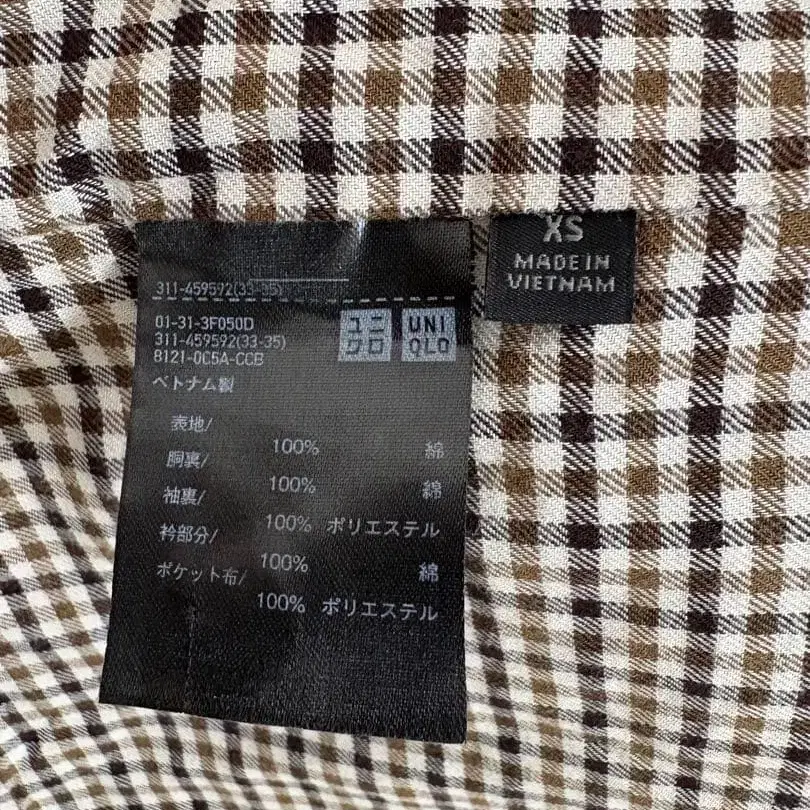 311-459592(33-35)
01-31-3F050D
311-459592(33-35)
8121-0C5A-CCB
ベトナム製
ユニ
クロ
UNI
QLO
表地/
100% 綿
胴裏/
100% 綿
袖裏/
100% ポリエステル
衿部分/
100% 綿
ポケット布/
100% ポリエステル
XS
MADE IN
VIETNAM